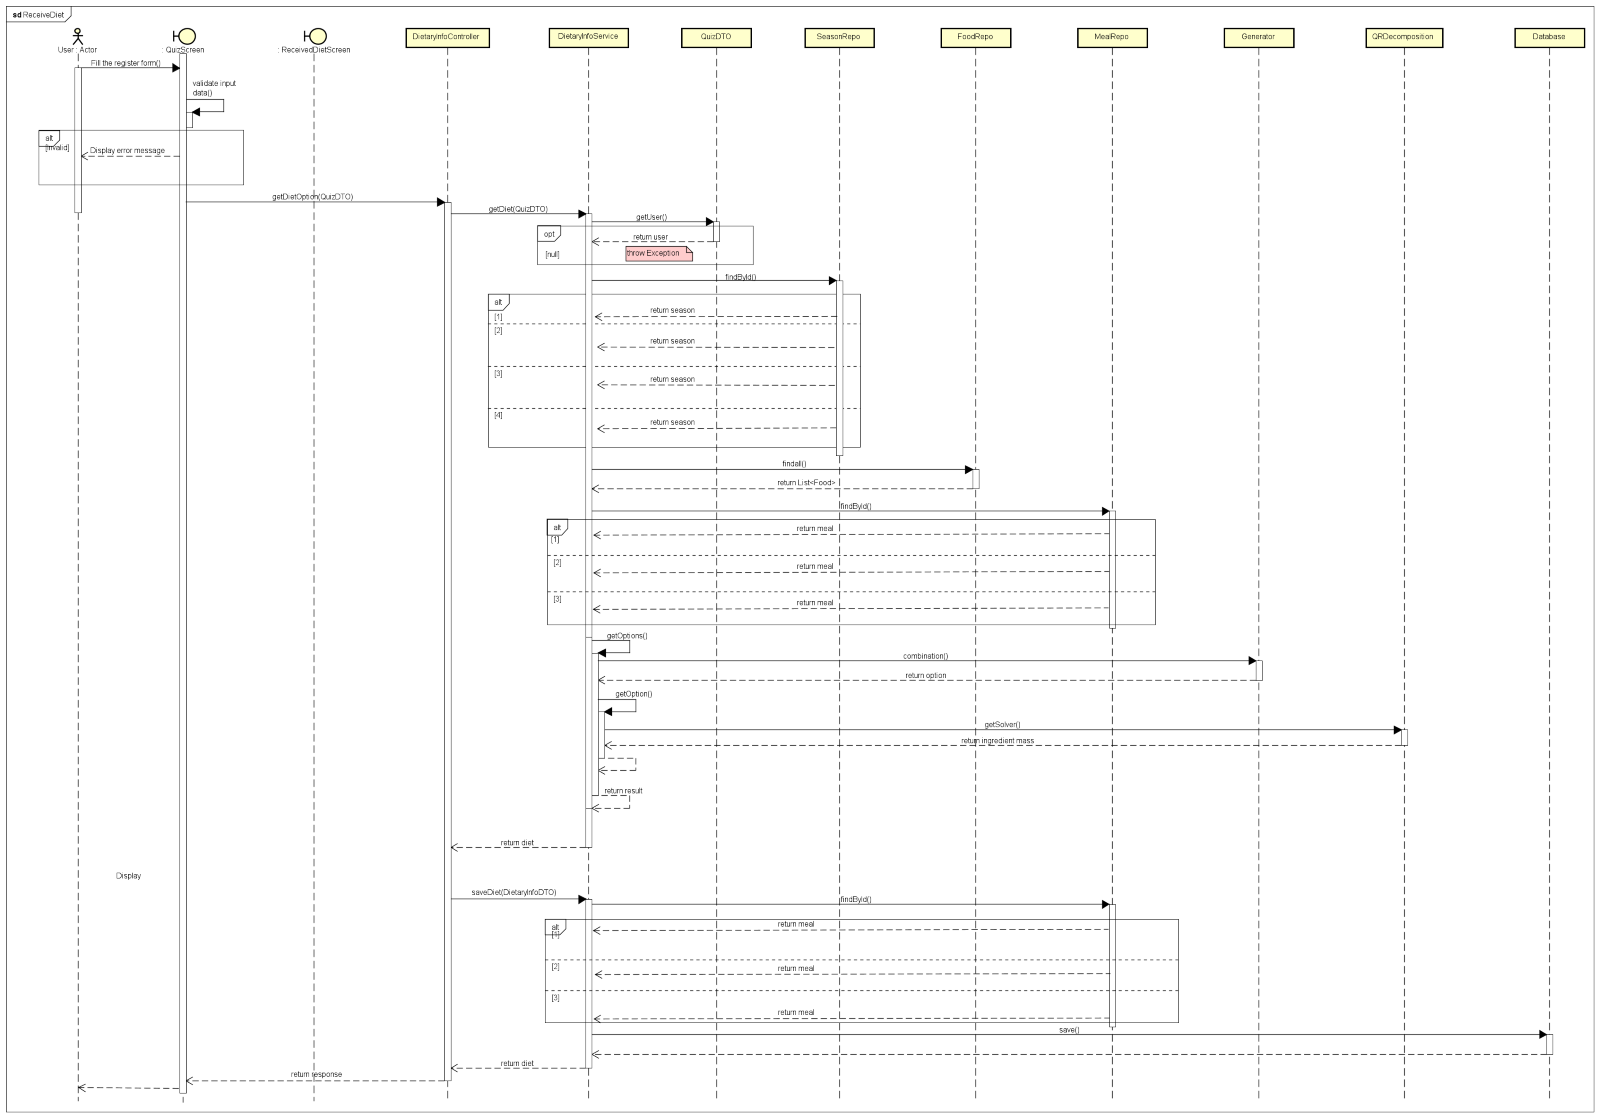 sd ReceiveDiet
User : Actor
: QuizScreen
: ReceivedDietScreen
DietaryInfoController
DietaryInfoService
QuizDTO
SeasonRepo
FoodRepo
MealRepo
Generator
QRDecomposition
Database
Fill the register form()
validate input
data()
alt
[Invalid]
Display error message
getDietOption(QuizDTO)
getDiet(QuizDTO)
getUser()
opt
return user
[null]
throw Exception
findById()
alt
return season
[1]
[2]
return season
[3]
return season
[4]
return season
findall()
return List<Food>
findById()
alt
return meal
[1]
[2]
return meal
[3]
return meal
getOptions()
combination()
return option
getOption()
getSolver()
return ingredient mass
return result
return diet
Display
saveDiet(DietaryInfoDTO)
findById()
alt
return meal
[1]
[2]
return meal
[3]
return meal
save()
return diet
return response